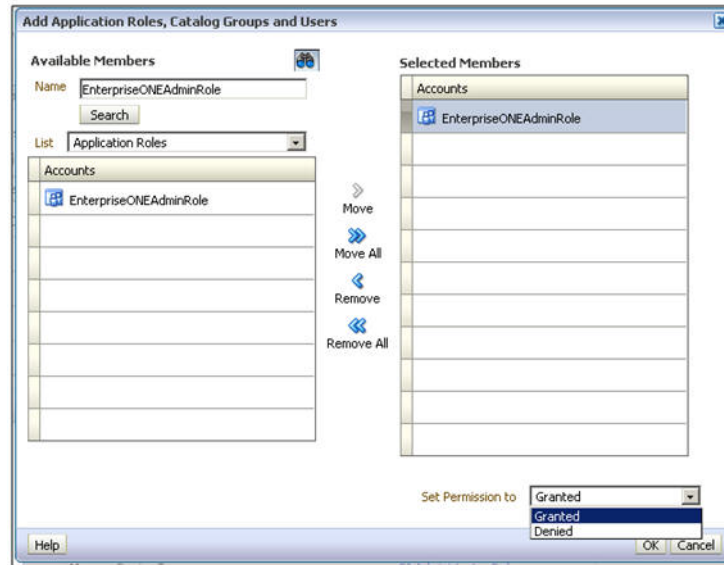 Add Application Roles, Catalog Groups and Users
Available Members
Name EnterpriseONEAdminRole
Search
List Application Roles
Accounts
EnterpriseONEAdminRole
Move
Move All
Remove
Remove All
Selected Members
Accounts
EnterpriseONEAdminRole
Set Permission to Granted
Granted
Denied
Help
OK Cancel